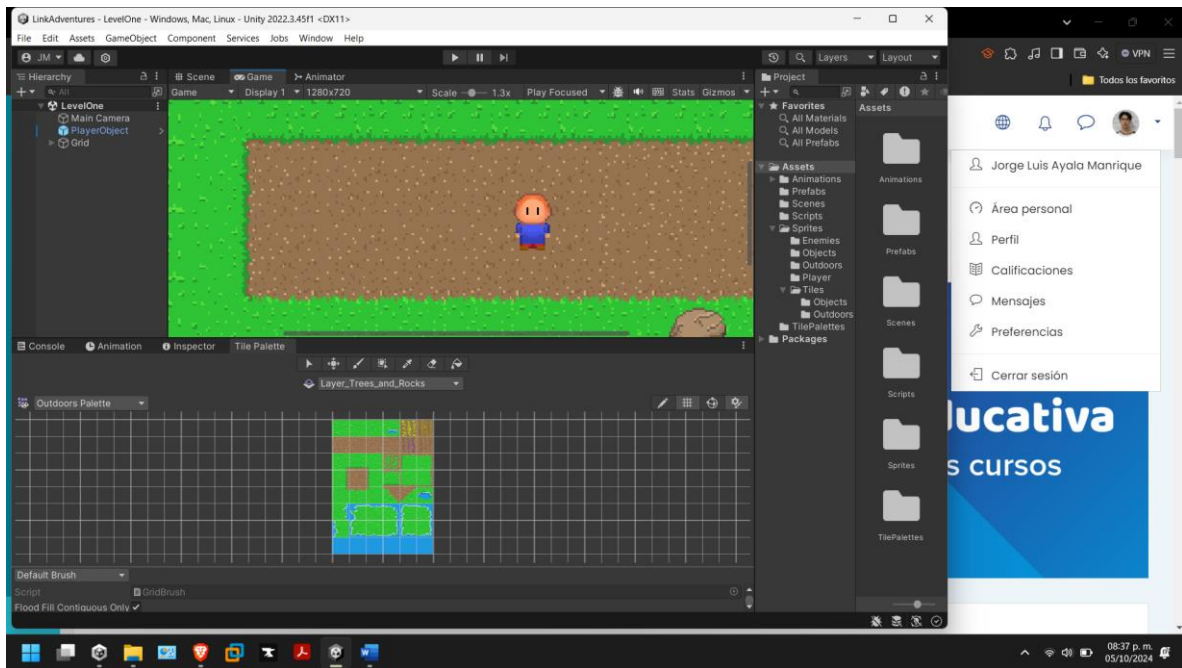 LinkAdventures - LevelOne - Windows, Mac, Linux - Unity 2022.3.45f1 <DX11>
File Edit Assets GameObject Component Services Jobs Window Help
JM Layers Layout
Hierarchy
All
LevelOne
Main Camera
PlayerObject
Grid
Scene Game Animator
Game Display 1 1280x720 Scale 1.3x Play Focused Stats Gizmos
Project
Favorites
All Materials
All Models
All Prefabs
Assets
Animations
Prefabs
Scenes
Scripts
Sprites
Enemies
Objects
Outdoors
Player
Tiles
Objects
Outdoors
TilePalettes
Packages
Assets
Animations
Prefabs
Scenes
Scripts
Sprites
TilePalettes
Console Animation Inspector Tile Palette
Layer_Trees_and_Rocks
Outdoors Palette
Default Brush
Script GridBrush
Flood Fill Contiguous Only
VPN
Todos los favoritos
Jorge Luis Ayala Manrique
Área personal
Perfil
Calificaciones
Mensajes
Preferencias
Cerrar sesión
ucativa
s cursos
08:37 p. m.
05/10/2024